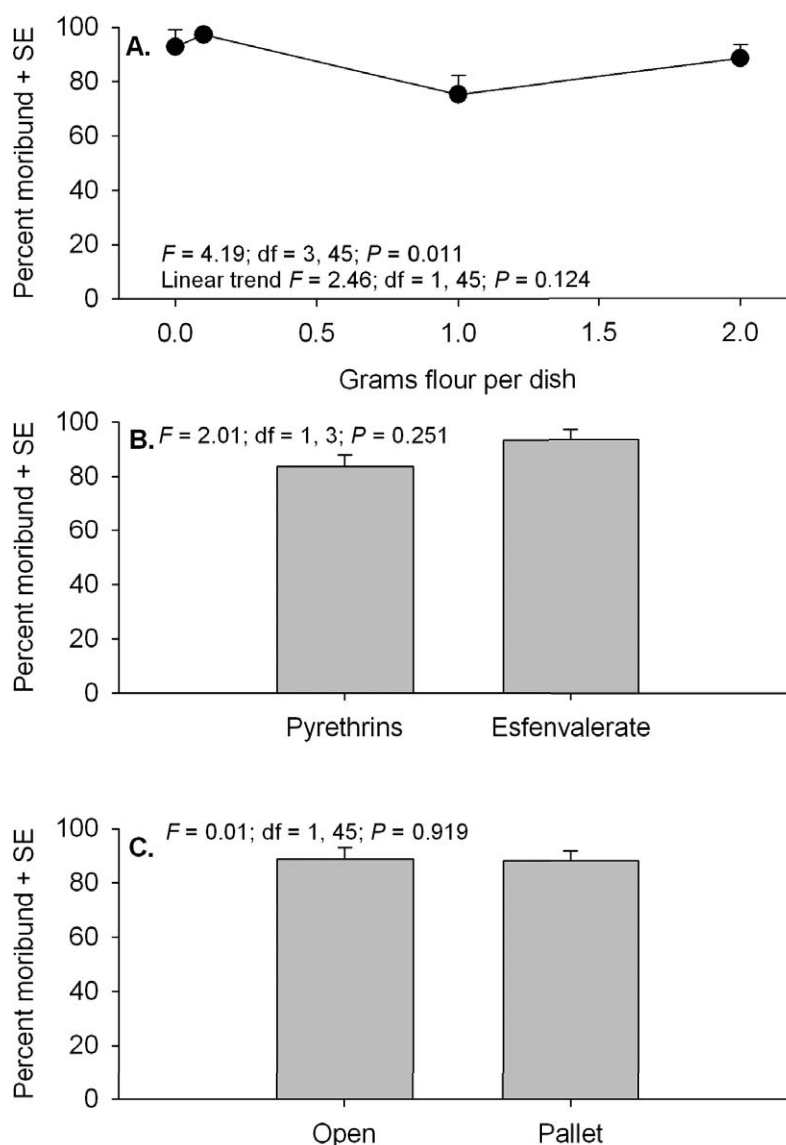 Percent moribund + SE
100
80
60
40
20
0
A.
F = 4.19; df = 3, 45; P = 0.011
Linear trend F = 2.46; df = 1, 45; P = 0.124
0.0 0.5 1.0 1.5 2.0
Grams flour per dish
Percent moribund + SE
100
80
60
40
20
0
B. F = 2.01; df = 1, 3; P = 0.251
Pyrethrins Esfenvalerate
Percent moribund + SE
100
80
60
40
20
0
C. F = 0.01; df = 1, 45; P = 0.919
Open Pallet